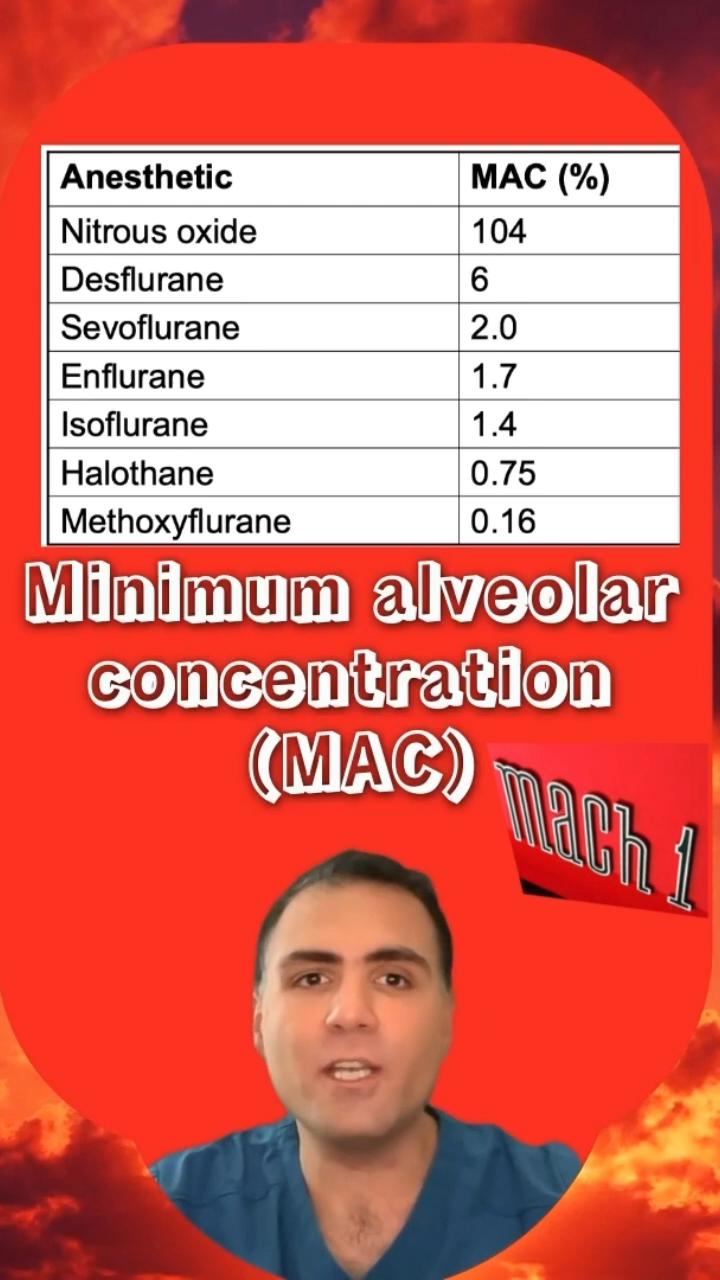 Anesthetic MAC (%)
Nitrous oxide 104
Desflurane 6
Sevoflurane 2.0
Enflurane 1.7
Isoflurane 1.4
Halothane 0.75
Methoxyflurane 0.16
Minimum alveolar
concentration
(MAC)
mach 1